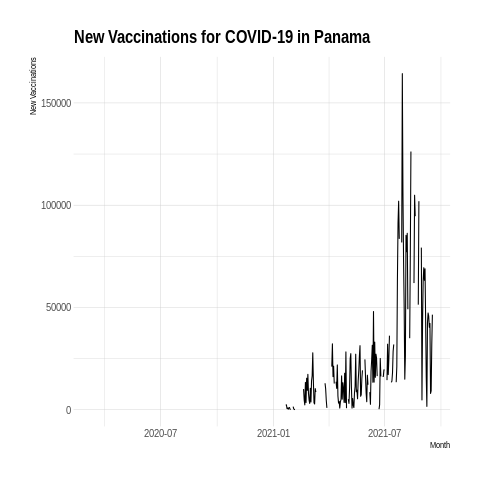 New Vaccinations for COVID-19 in Panama
New Vaccinations
150000
100000
50000
0
2020-07
2021-01
2021-07
Month